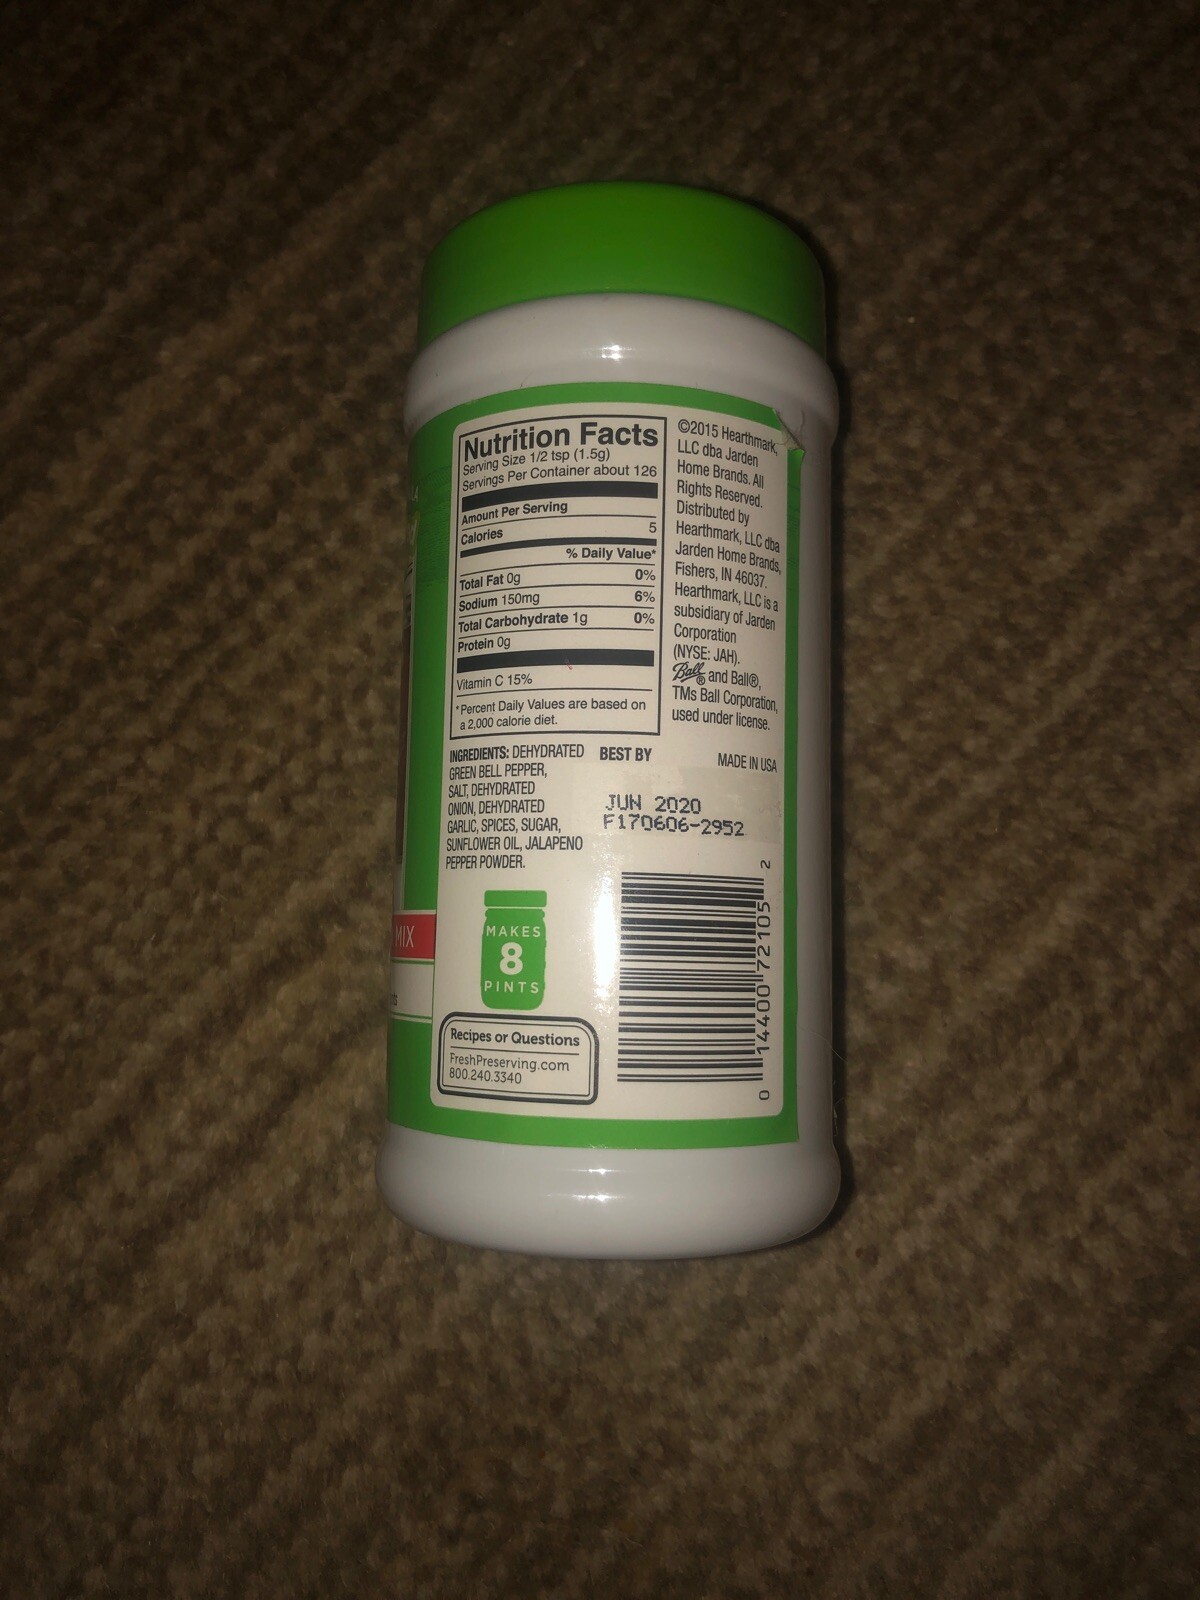 Nutrition Facts
Serving Size 1/2 tsp (1.5g)
Servings Per Container about 126
Amount Per Serving
Calories 5
% Daily Value*
Total Fat 0g 0%
Sodium 150mg 6%
Total Carbohydrate 1g 0%
Protein 0g
Vitamin C 15%
*Percent Daily Values are based on
a 2,000 calorie diet.
©2015 Hearthmark,
LLC dba Jarden
Home Brands. All
Rights Reserved.
Distributed by
Hearthmark, LLC dba
Jarden Home Brands,
Fishers, IN 46037.
Hearthmark, LLC is a
subsidiary of Jarden
Corporation
(NYSE: JAH).
Ball® and Ball®,
TMs Ball Corporation,
used under license.
INGREDIENTS: DEHYDRATED
GREEN BELL PEPPER,
SALT, DEHYDRATED
ONION, DEHYDRATED
GARLIC, SPICES, SUGAR,
SUNFLOWER OIL, JALAPENO
PEPPER POWDER.
BEST BY
MADE IN USA
JUN 2020
F170606-2952
MIX
MAKES
8
PINTS
Recipes or Questions
FreshPreserving.com
800.240.3340
0 14400 72105 2